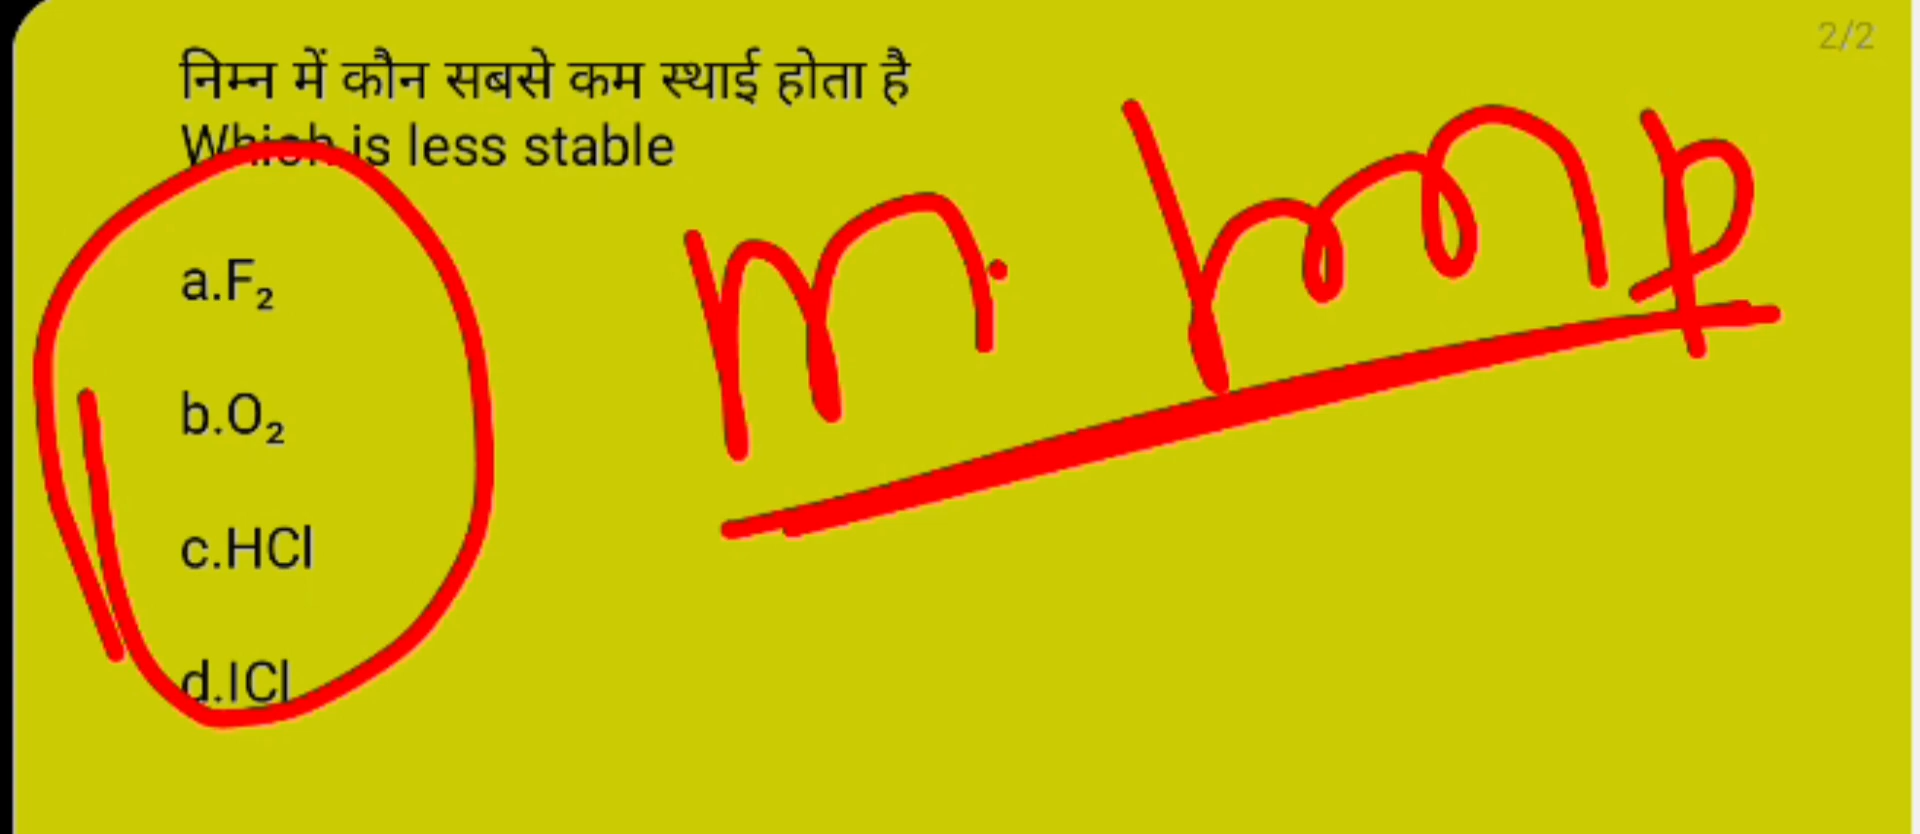 2/2
निम्न में कौन सबसे कम स्थाई होता है
Which is less stable
m. Imp
a.F₂
b.O₂
c.HCl
d.ICl